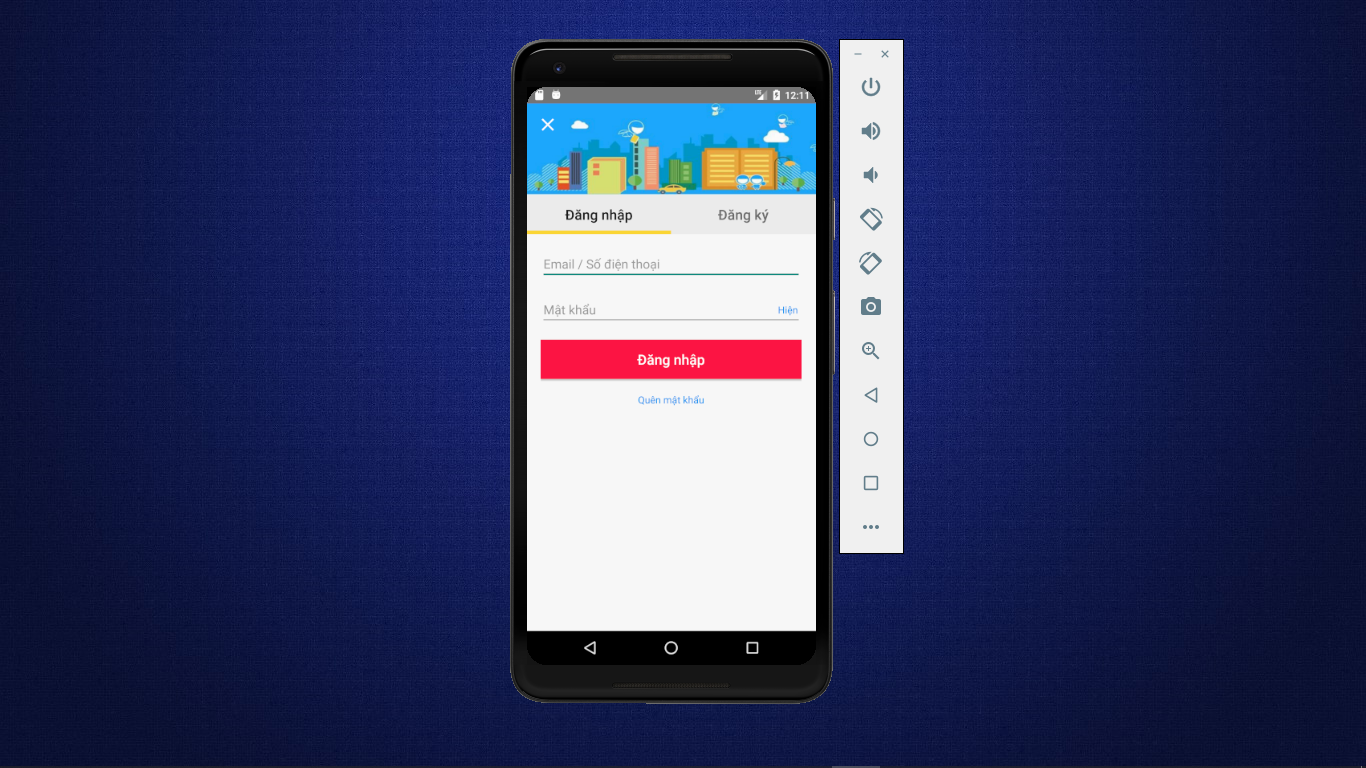 12:11
Đăng nhập Đăng ký
Email / Số điện thoại
Mật khẩu Hiện
Đăng nhập
Quên mật khẩu